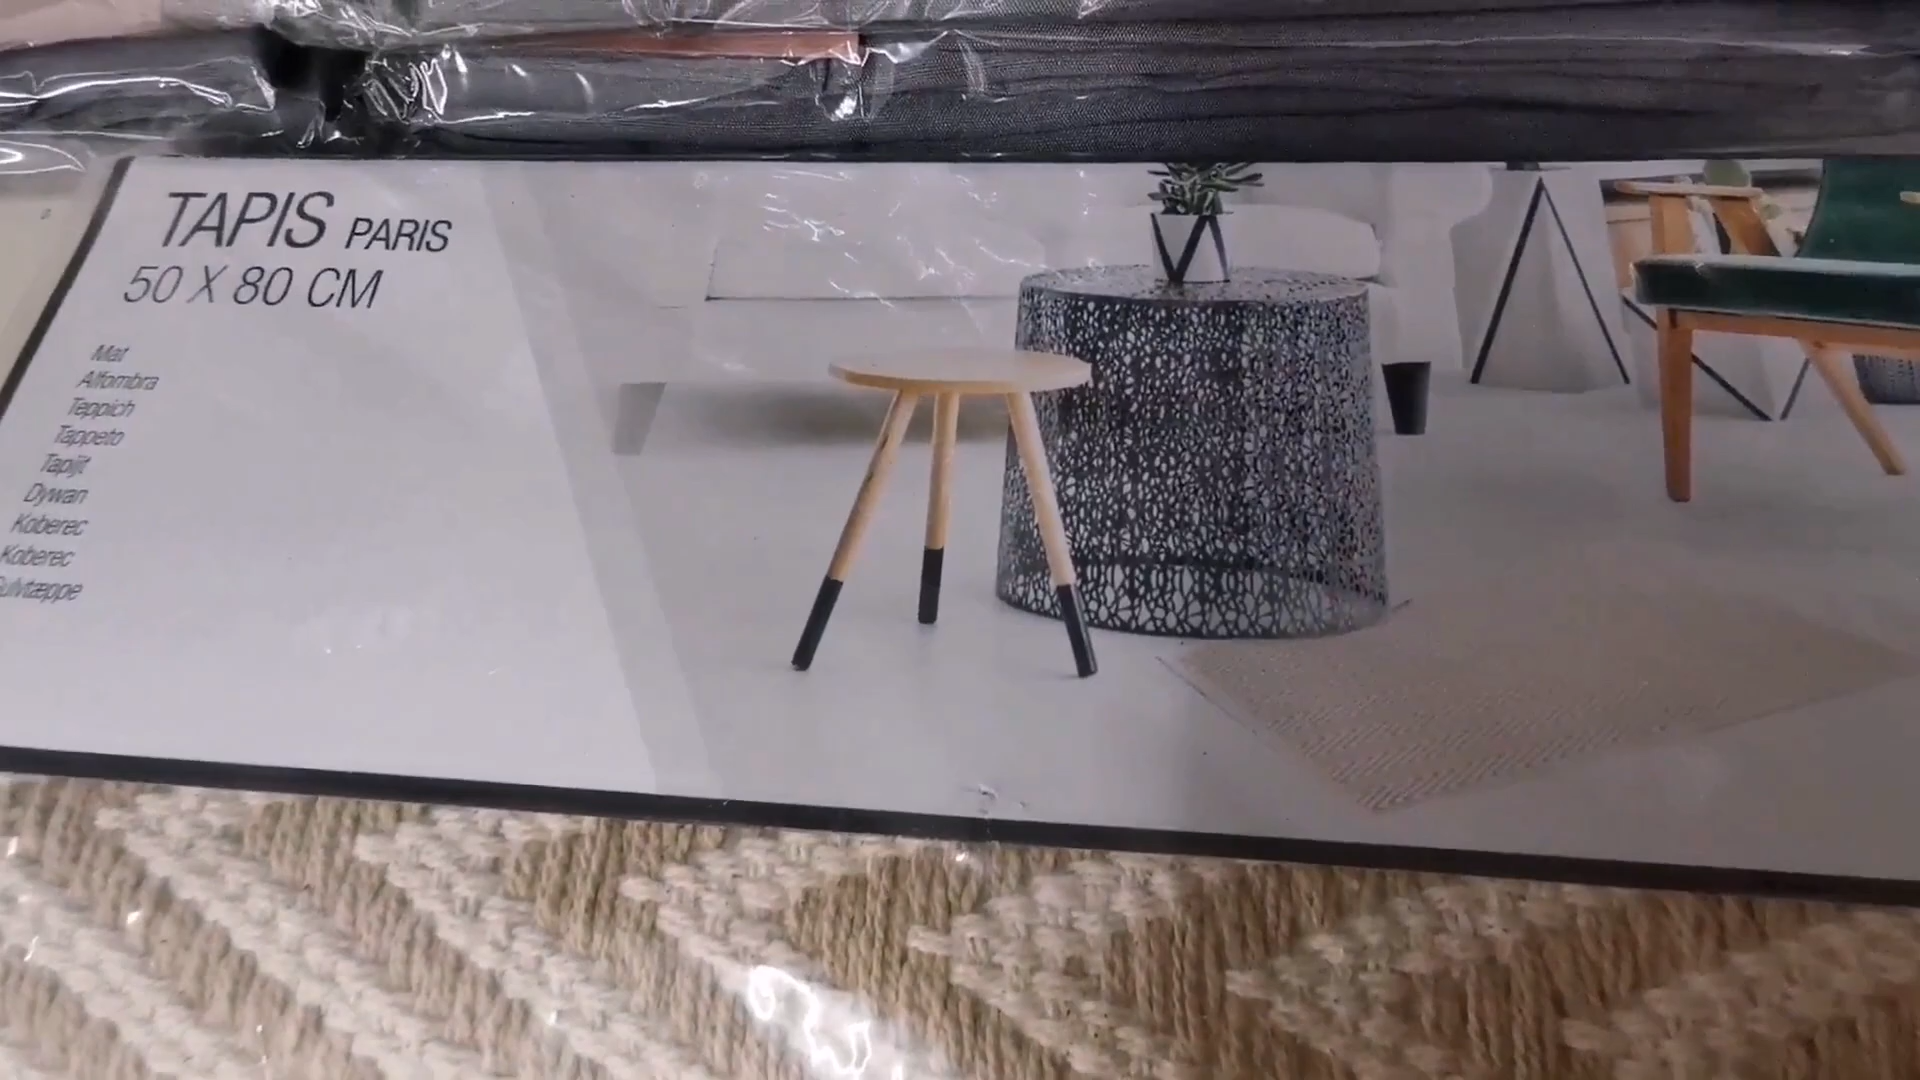 TAPIS PARIS
50 X 80 CM
Mat
Alfombra
Teppich
Tappeto
Tapijt
Dywan
Koberec
Koberec